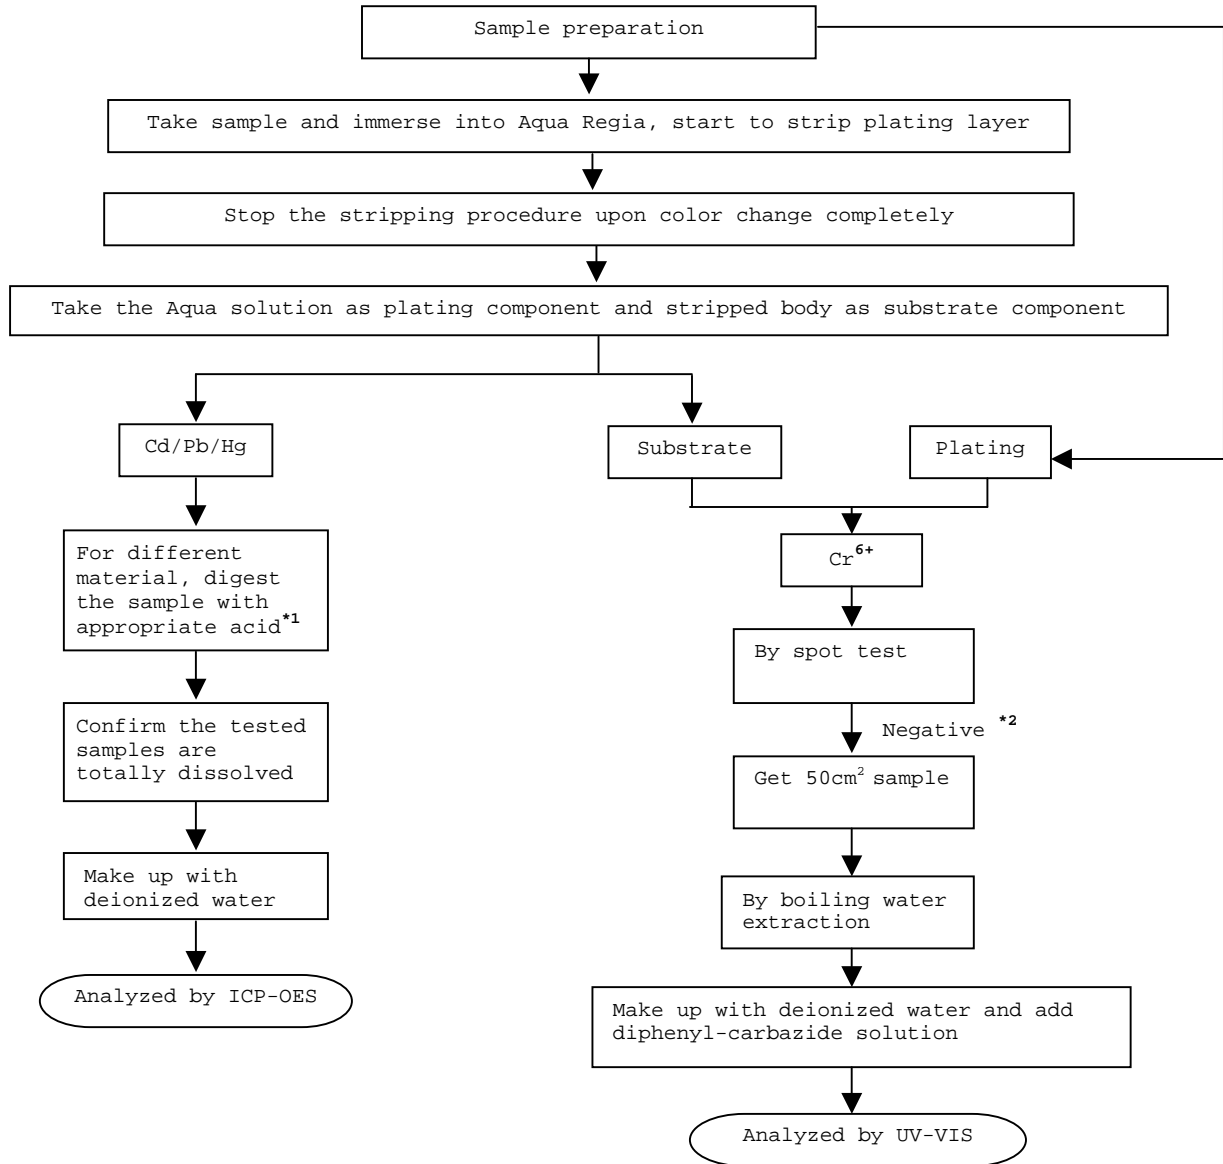 Sample preparation
Take sample and immerse into Aqua Regia, start to strip plating layer
Stop the stripping procedure upon color change completely
Take the Aqua solution as plating component and stripped body as substrate component
Cd/Pb/Hg
Substrate
Plating
For different
material, digest
the sample with
appropriate acid*1
Confirm the tested
samples are
totally dissolved
Make up with
deionized water
Analyzed by ICP-OES
Cr6+
By spot test
Negative *2
Get 50cm2 sample
By boiling water
extraction
Make up with deionized water and add
diphenyl-carbazide solution
Analyzed by UV-VIS